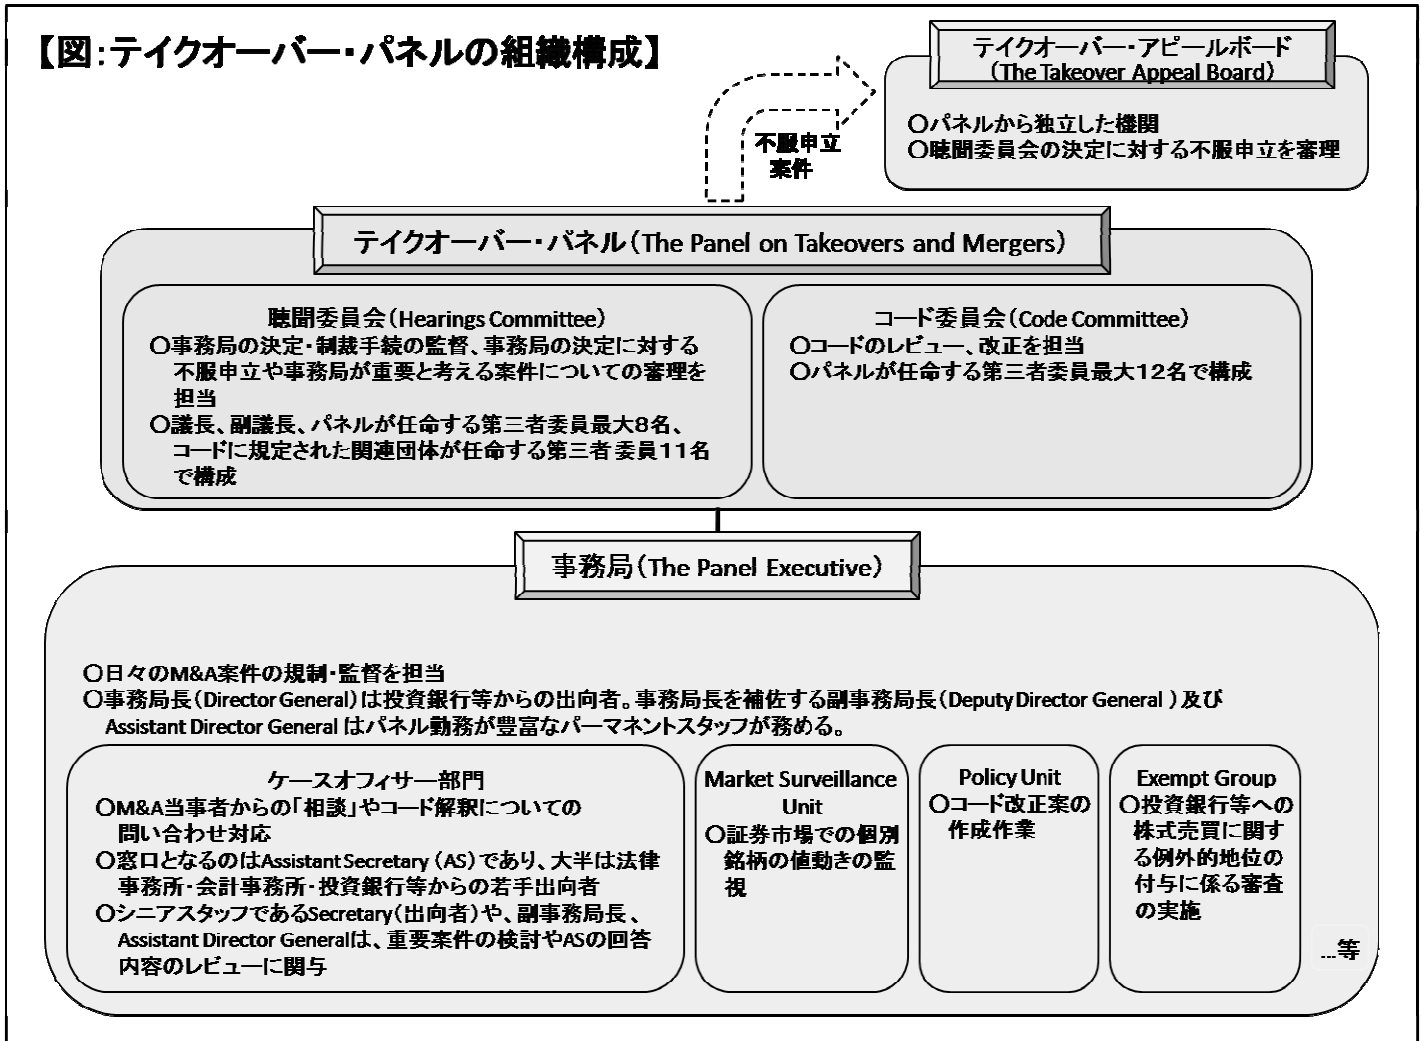 【図:テイクオーバー・パネルの組織構成】
テイクオーバー・アピールボード
(The Takeover Appeal Board)
○パネルから独立した機関
○聴聞委員会の決定に対する不服申立を審理
不服申立
案件
テイクオーバー・パネル(The Panel on Takeovers and Mergers)
聴聞委員会(Hearings Committee)
○事務局の決定・制裁手続の監督、事務局の決定に対する
不服申立や事務局が重要と考える案件についての審理を
担当
○議長、副議長、パネルが任命する第三者委員最大8名、
コードに規定された関連団体が任命する第三者委員11名
で構成
コード委員会(Code Committee)
○コードのレビュー、改正を担当
○パネルが任命する第三者委員最大12名で構成
事務局(The Panel Executive)
○日々のM&A案件の規制・監督を担当
○事務局長(Director General)は投資銀行等からの出向者。事務局長を補佐する副事務局長(Deputy Director General )及び
Assistant Director General はパネル勤務が豊富なパーマネントスタッフが務める。
ケースオフィサー部門
○M&A当事者からの「相談」やコード解釈についての
問い合わせ対応
○窓口となるのはAssistant Secretary (AS)であり、大半は法律
事務所・会計事務所・投資銀行等からの若手出向者
○シニアスタッフであるSecretary(出向者)や、副事務局長、
Assistant Director Generalは、重要案件の検討やASの回答
内容のレビューに関与
Market Surveillance
Unit
○証券市場での個別
銘柄の値動きの監
視
Policy Unit
○コード改正案の
作成作業
Exempt Group
○投資銀行等への
株式売買に関す
る例外的地位の
付与に係る審査
の実施
…等